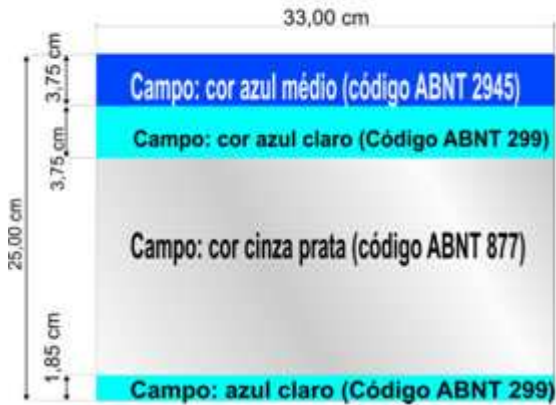 33,00 cm
3,75 cm
Campo: cor azul médio (código ABNT 2945)
3,75 cm
Campo: cor azul claro (Código ABNT 299)
25,00 cm
Campo: cor cinza prata (código ABNT 877)
1,85 cm
Campo: azul claro (Código ABNT 299)